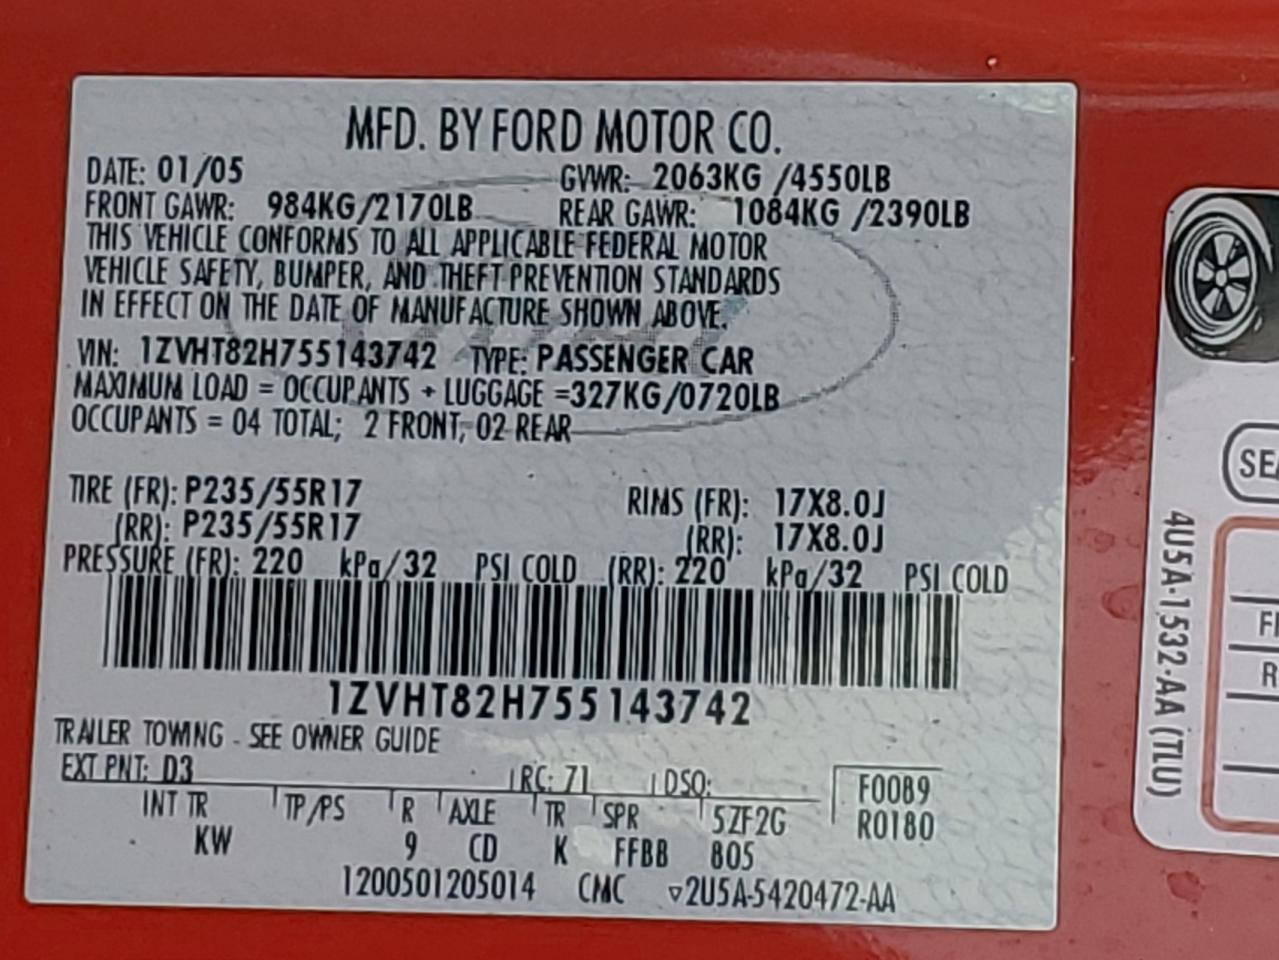 MFD. BY FORD MOTOR CO.
DATE: 01/05 GVWR: 2063KG /4550LB
FRONT GAWR: 984KG/2170LB REAR GAWR: 1084KG /2390LB
THIS VEHICLE CONFORMS TO ALL APPLICABLE FEDERAL MOTOR
VEHICLE SAFETY, BUMPER, AND THEFT PREVENTION STANDARDS
IN EFFECT ON THE DATE OF MANUFACTURE SHOWN ABOVE.
VIN: 1ZVHT82H755143742 TYPE: PASSENGER CAR
MAXIMUM LOAD = OCCUPANTS + LUGGAGE =327KG/0720LB
OCCUPANTS = 04 TOTAL; 2 FRONT, 02 REAR
TIRE (FR): P235/55R17 RIMS (FR): 17X8.0J
(RR): P235/55R17 (RR): 17X8.0J
PRESSURE (FR): 220 kPa/32 PSI COLD (RR): 220 kPa/32 PSI COLD
1ZVHT82H755143742
TRAILER TOWING - SEE OWNER GUIDE
EXT PNT: D3 RC: 71 DSO: F00B9
INT TR TP/PS R AXLE TR SPR 5ZF2G R0180
KW 9 CD K FFBB 805
1200501205014 CMC ▽2U5A-5420472-AA
4U5A-1532-AA (TLU)